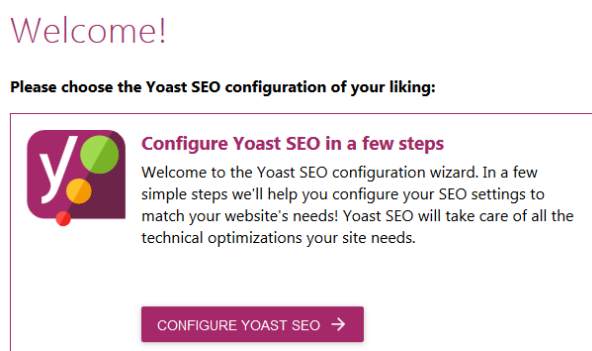 Welcome!
Please choose the Yoast SEO configuration of your liking:
y
Configure Yoast SEO in a few steps
Welcome to the Yoast SEO configuration wizard. In a few
simple steps we'll help you configure your SEO settings to
match your website's needs! Yoast SEO will take care of all the
technical optimizations your site needs.
CONFIGURE YOAST SEO →